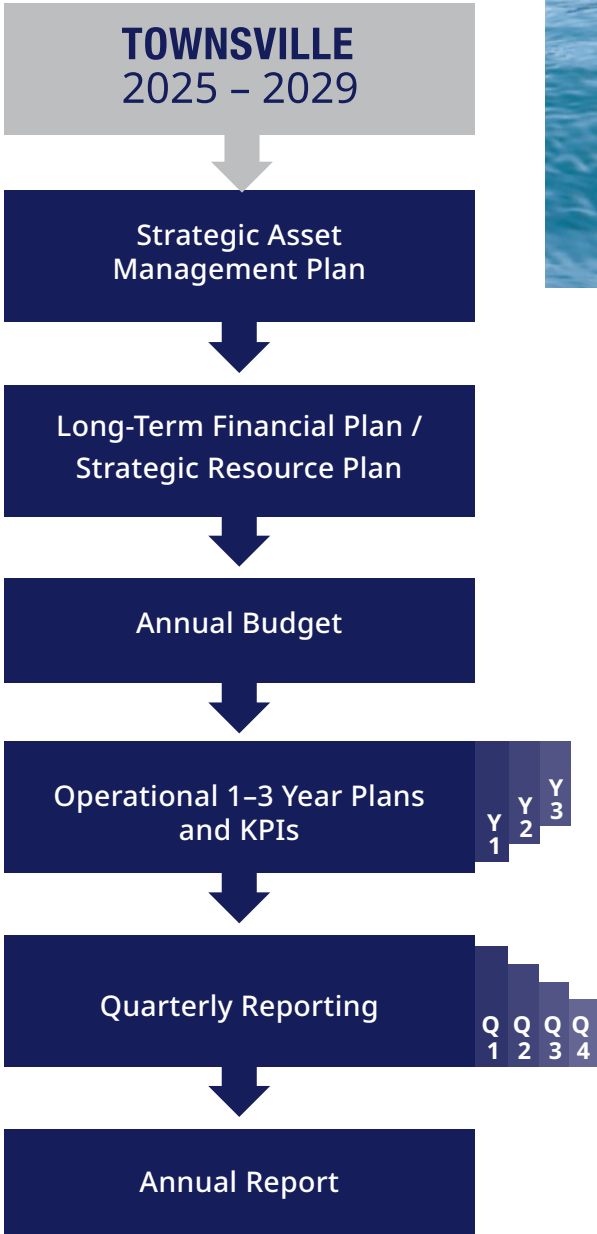 TOWNSVILLE
2025 – 2029
Strategic Asset
Management Plan
Long-Term Financial Plan /
Strategic Resource Plan
Annual Budget
Operational 1–3 Year Plans
and KPIs
Y
1
Y
2
Y
3
Quarterly Reporting
Q
1
Q
2
Q
3
Q
4
Annual Report